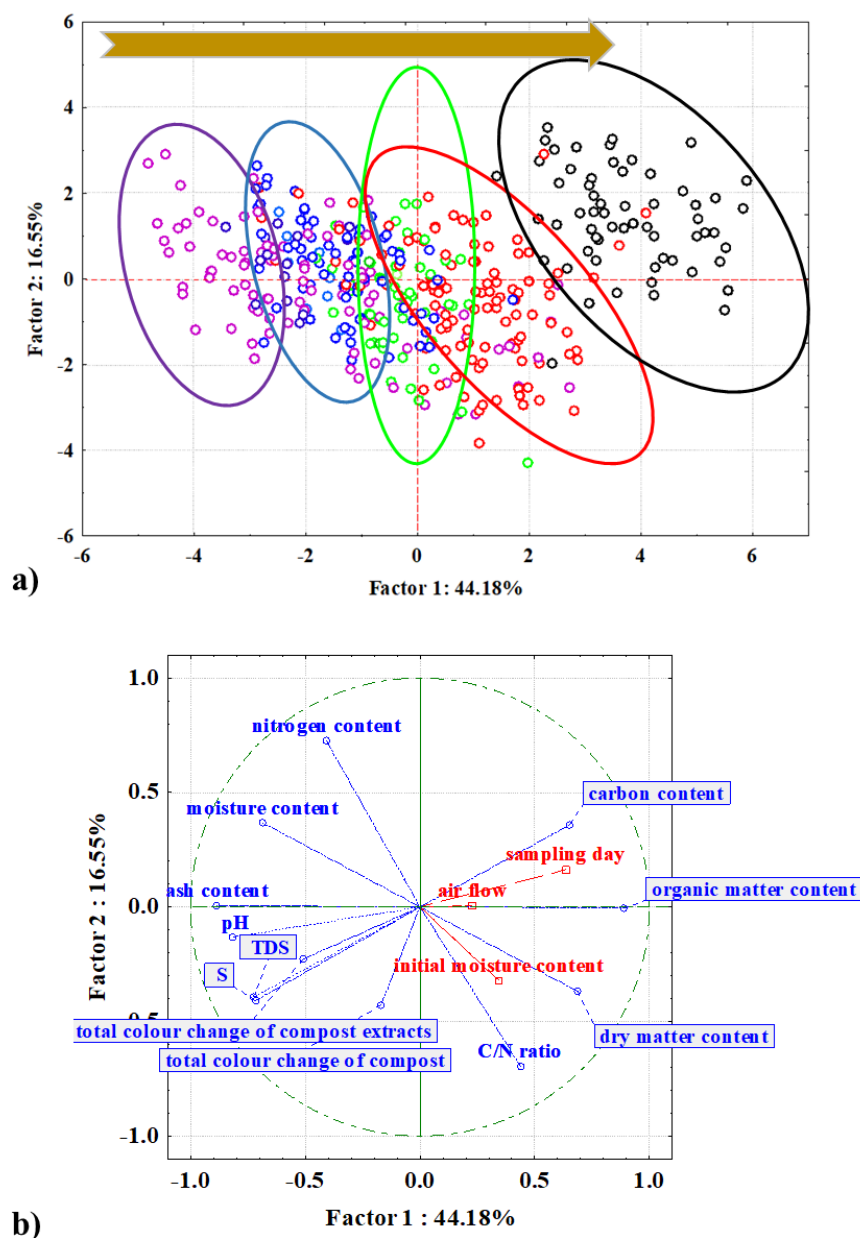 6
4
2
0
-2
-4
-6
Factor 2: 16.55%
-6
-4
-2
0
2
4
6
Factor 1: 44.18%
a)
1.0
0.5
0.0
-0.5
-1.0
Factor 2 : 16.55%
nitrogen content
carbon content
moisture content
sampling day
ash content
air flow
organic matter content
pH
TDS
S
initial moisture content
total colour change of compost extracts
dry matter content
total colour change of compost
C/N ratio
-1.0
-0.5
0.0
0.5
1.0
Factor 1 : 44.18%
b)